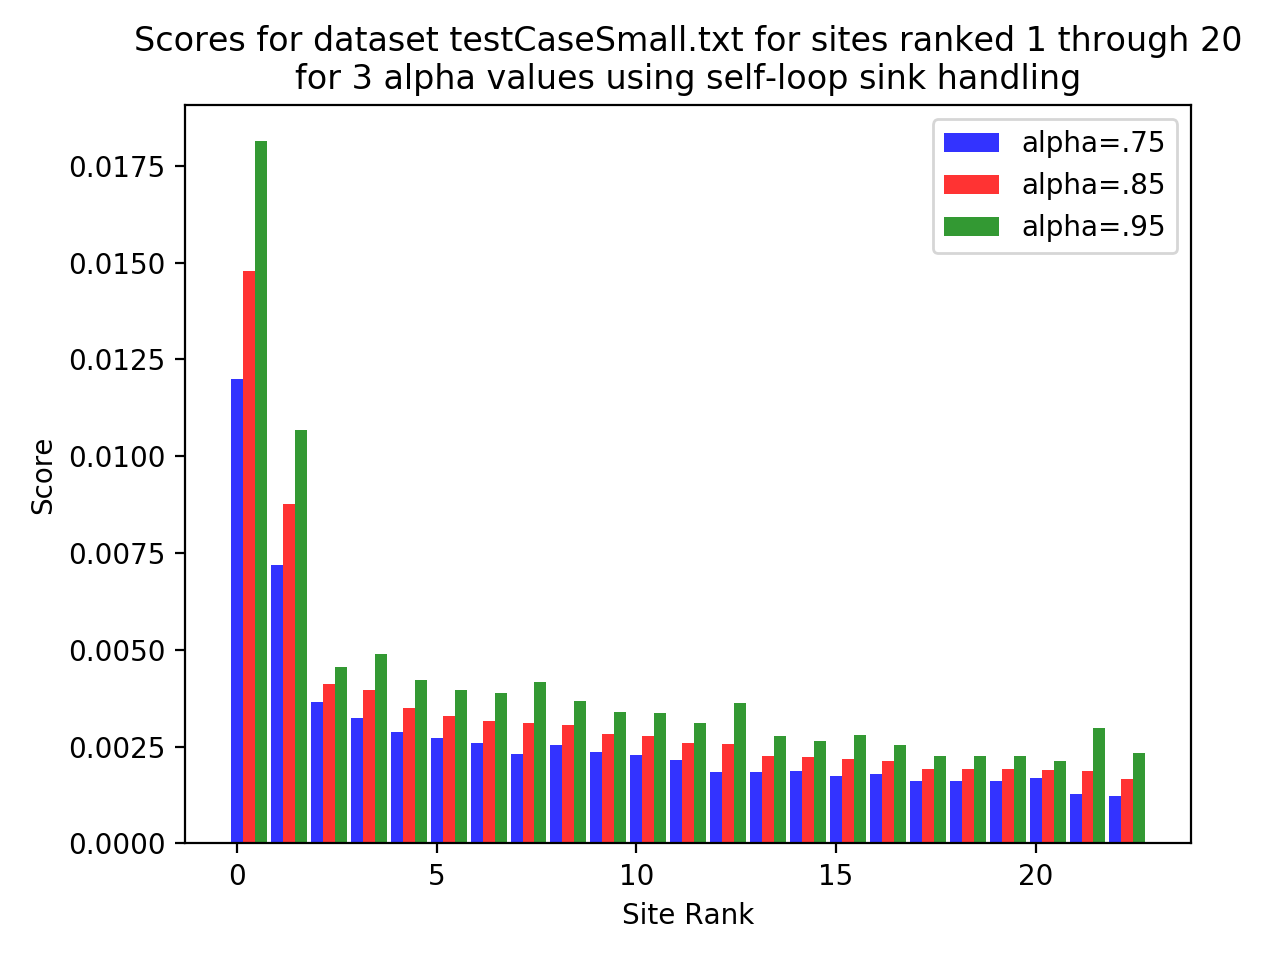 Scores for dataset testCaseSmall.txt for sites ranked 1 through 20
for 3 alpha values using self-loop sink handling
alpha=.75
alpha=.85
alpha=.95
0.0175
0.0150
0.0125
0.0100
0.0075
0.0050
0.0025
0.0000
Score
0 5 10 15 20
Site Rank